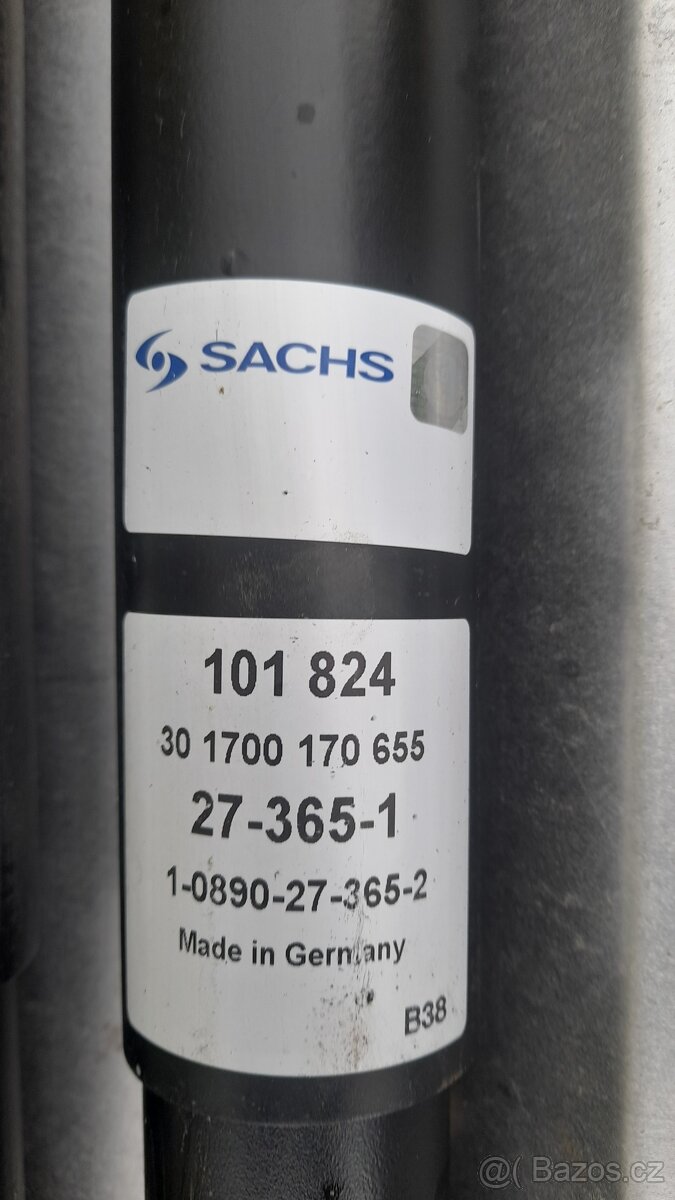 SACHS
101 824
30 1700 170 655
27-365-1
1-0890-27-365-2
Made in Germany
B38
@( Bazoš.cz